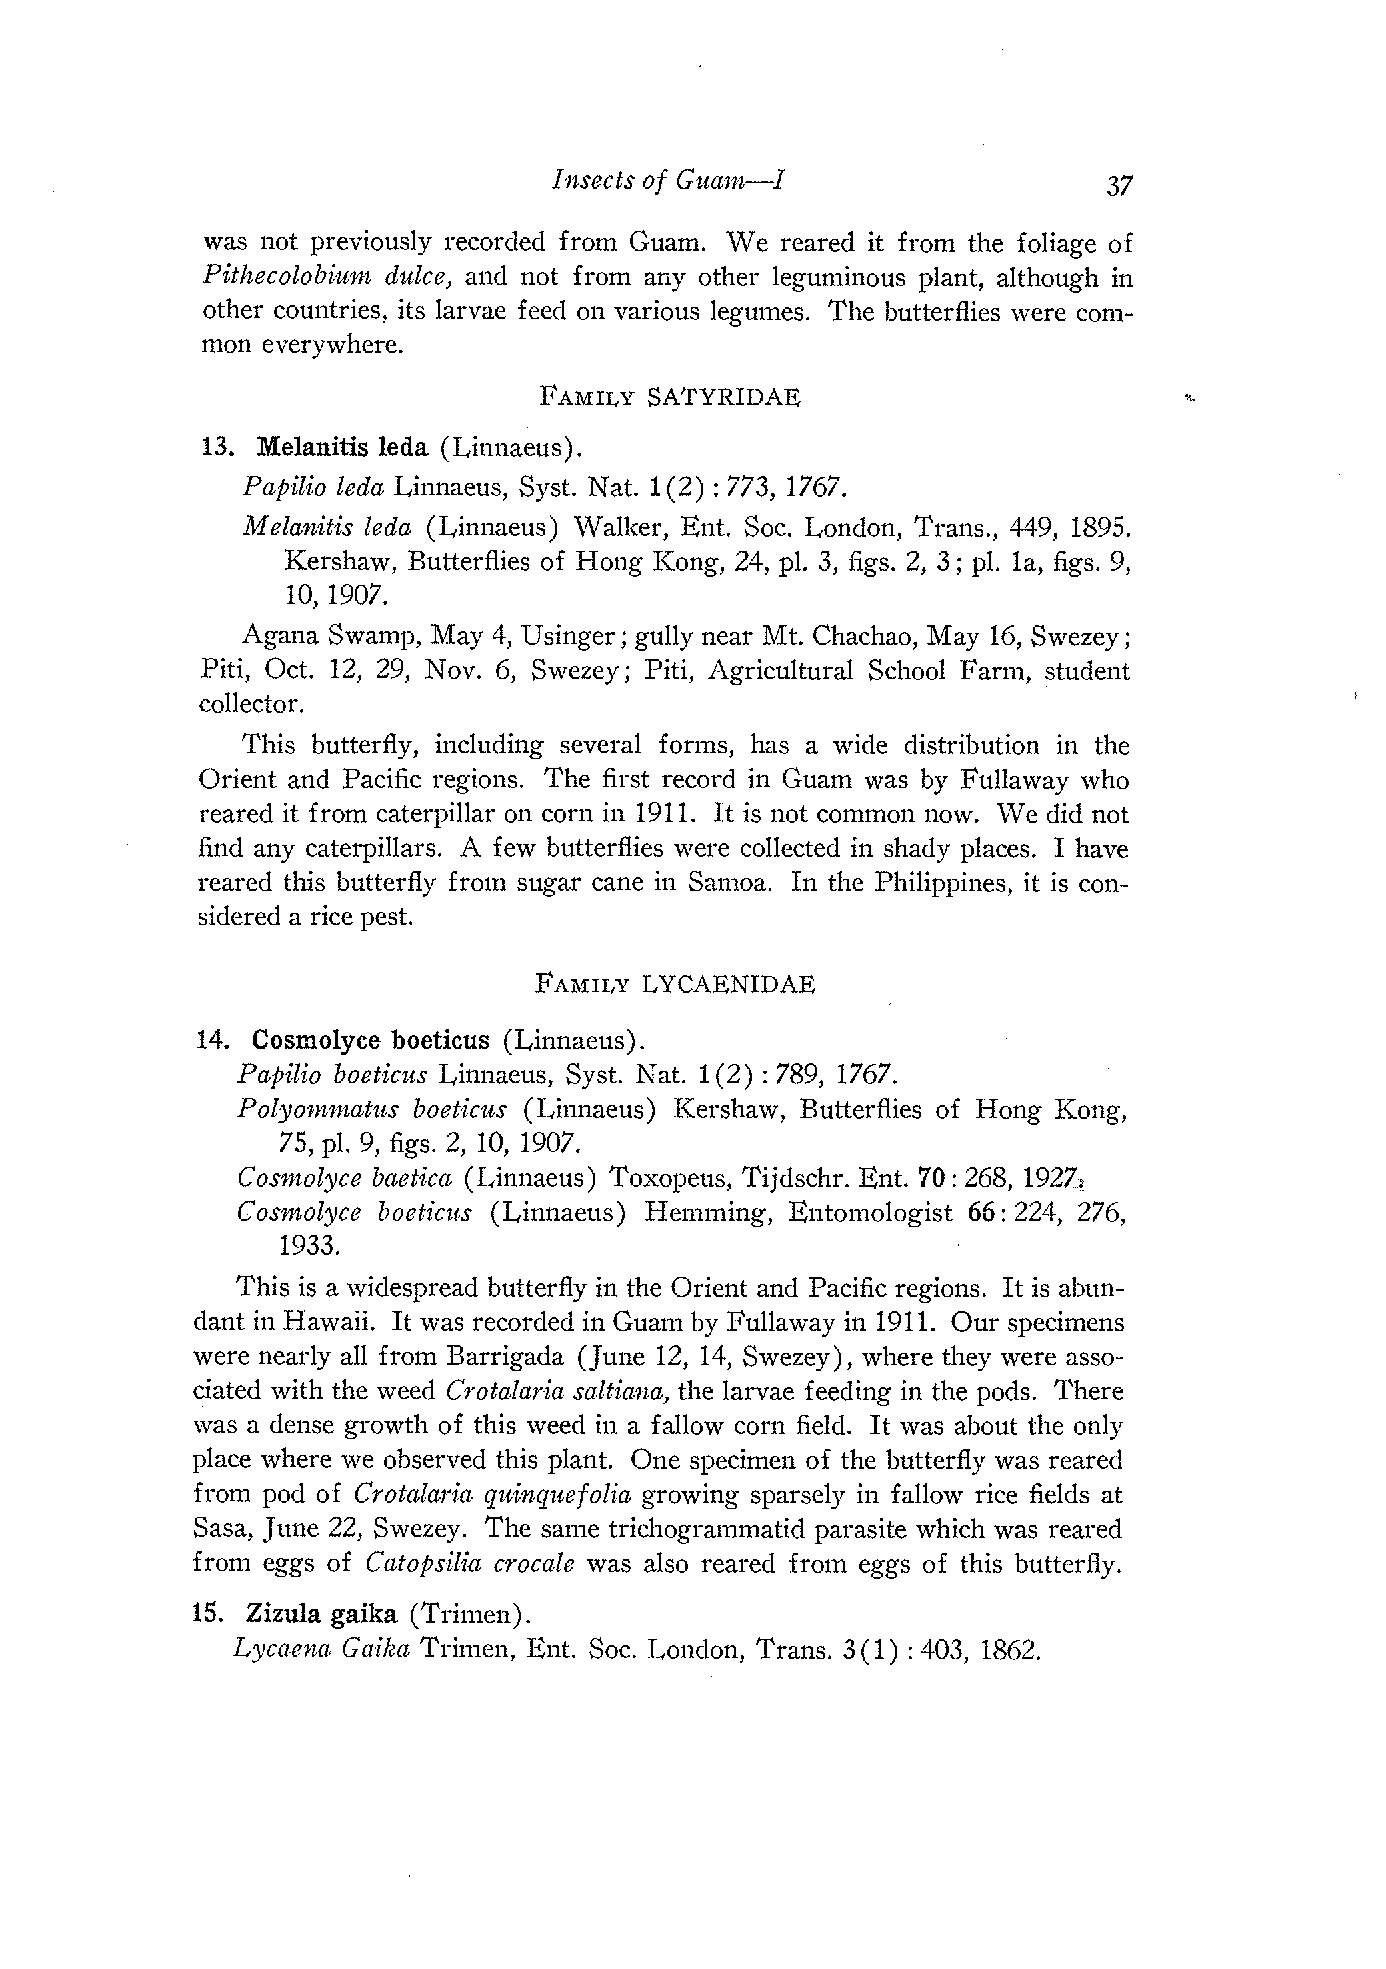 Insects of Guam—I 37
was not previously recorded from Guam. We reared it from the foliage of
Pithecolobium dulce, and not from any other leguminous plant, although in
other countries, its larvae feed on various legumes. The butterflies were com-
mon everywhere.
FAMILY SATYRIDAE
13. Melanitis leda (Linnaeus).
Papilio leda Linnaeus, Syst. Nat. 1(2) : 773, 1767.
Melanitis leda (Linnaeus) Walker, Ent. Soc. London, Trans., 449, 1895.
Kershaw, Butterflies of Hong Kong, 24, pl. 3, figs. 2, 3; pl. 1a, figs. 9,
10, 1907.
Agana Swamp, May 4, Usinger; gully near Mt. Chachao, May 16, Swezey;
Piti, Oct. 12, 29, Nov. 6, Swezey; Piti, Agricultural School Farm, student
collector.
This butterfly, including several forms, has a wide distribution in the
Orient and Pacific regions. The first record in Guam was by Fullaway who
reared it from caterpillar on corn in 1911. It is not common now. We did not
find any caterpillars. A few butterflies were collected in shady places. I have
reared this butterfly from sugar cane in Samoa. In the Philippines, it is con-
sidered a rice pest.
FAMILY LYCAENIDAE
14. Cosmolyce boeticus (Linnaeus).
Papilio boeticus Linnaeus, Syst. Nat. 1(2) : 789, 1767.
Polyommatus boeticus (Linnaeus) Kershaw, Butterflies of Hong Kong,
75, pl. 9, figs. 2, 10, 1907.
Cosmolyce baetica (Linnaeus) Toxopeus, Tijdschr. Ent. 70: 268, 1927.
Cosmolyce boeticus (Linnaeus) Hemming, Entomologist 66: 224, 276,
1933.
This is a widespread butterfly in the Orient and Pacific regions. It is abun-
dant in Hawaii. It was recorded in Guam by Fullaway in 1911. Our specimens
were nearly all from Barrigada (June 12, 14, Swezey), where they were asso-
ciated with the weed Crotalaria saltiana, the larvae feeding in the pods. There
was a dense growth of this weed in a fallow corn field. It was about the only
place where we observed this plant. One specimen of the butterfly was reared
from pod of Crotalaria quinquefolia growing sparsely in fallow rice fields at
Sasa, June 22, Swezey. The same trichogrammatid parasite which was reared
from eggs of Catopsilia crocale was also reared from eggs of this butterfly.
15. Zizula gaika (Trimen).
Lycaena Gaika Trimen, Ent. Soc. London, Trans. 3(1) : 403, 1862.